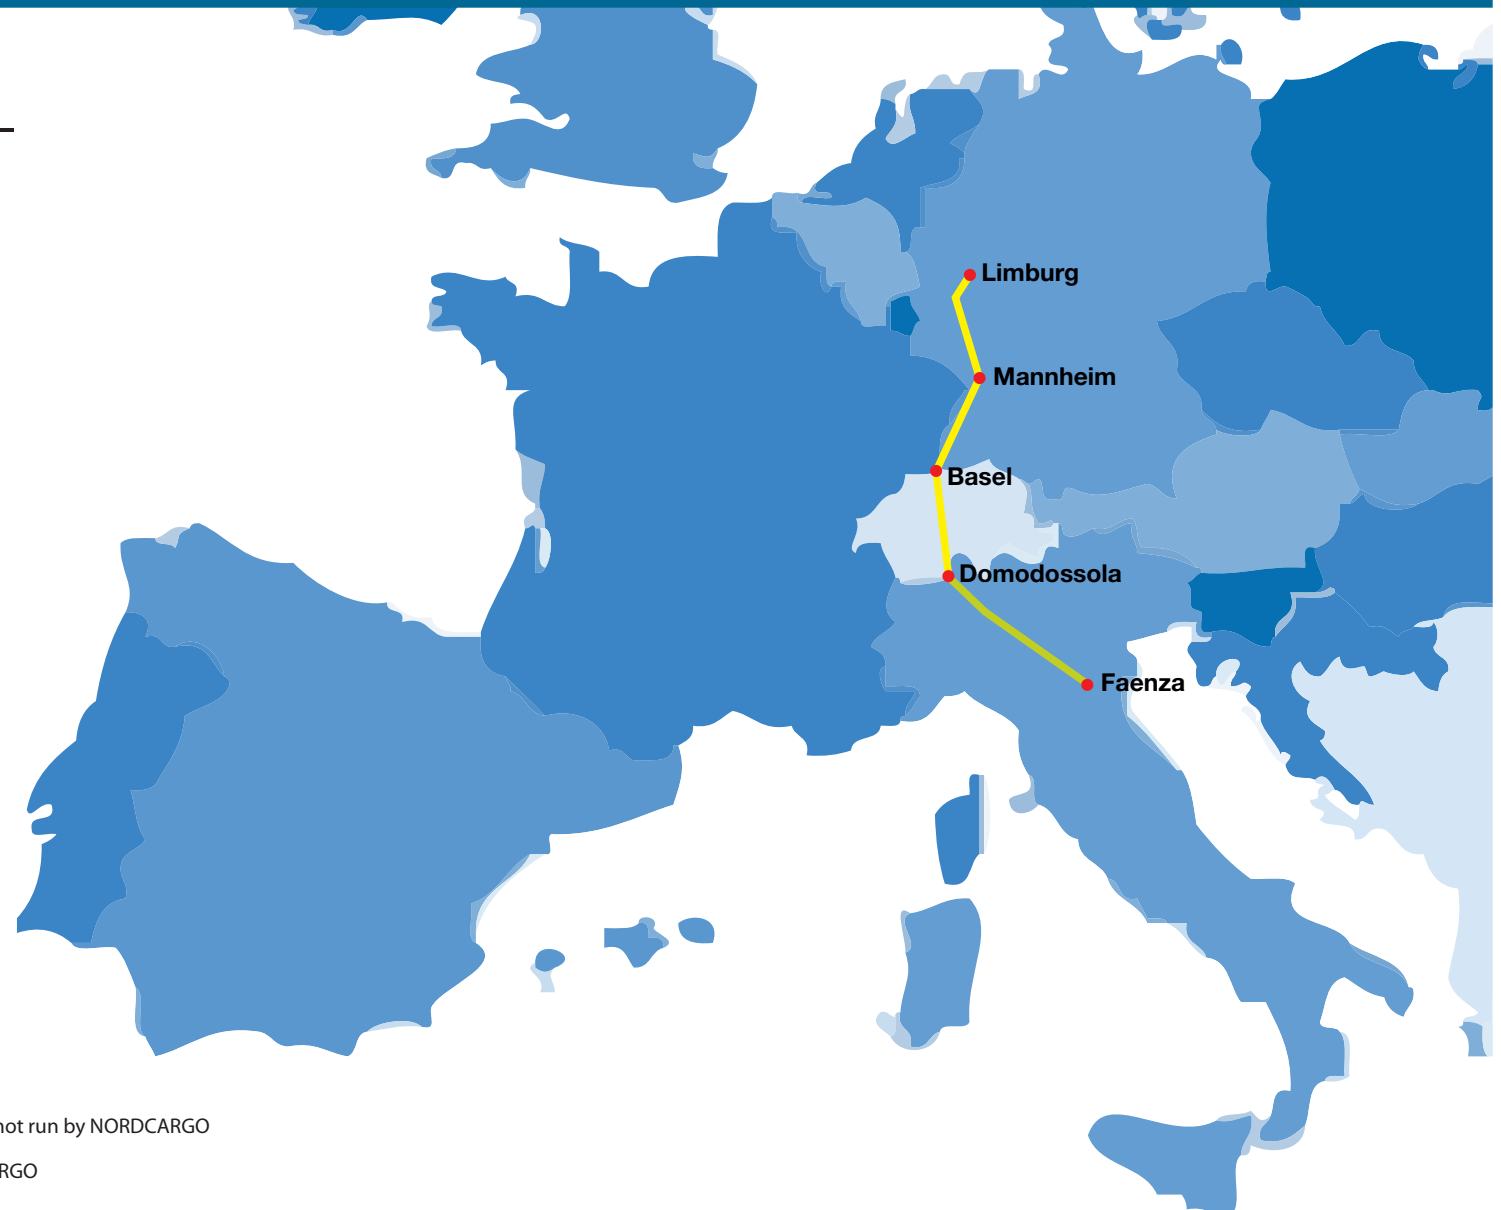 Limburg
Mannheim
Basel
Domodossola
Faenza
not run by NORDCARGO
RGO